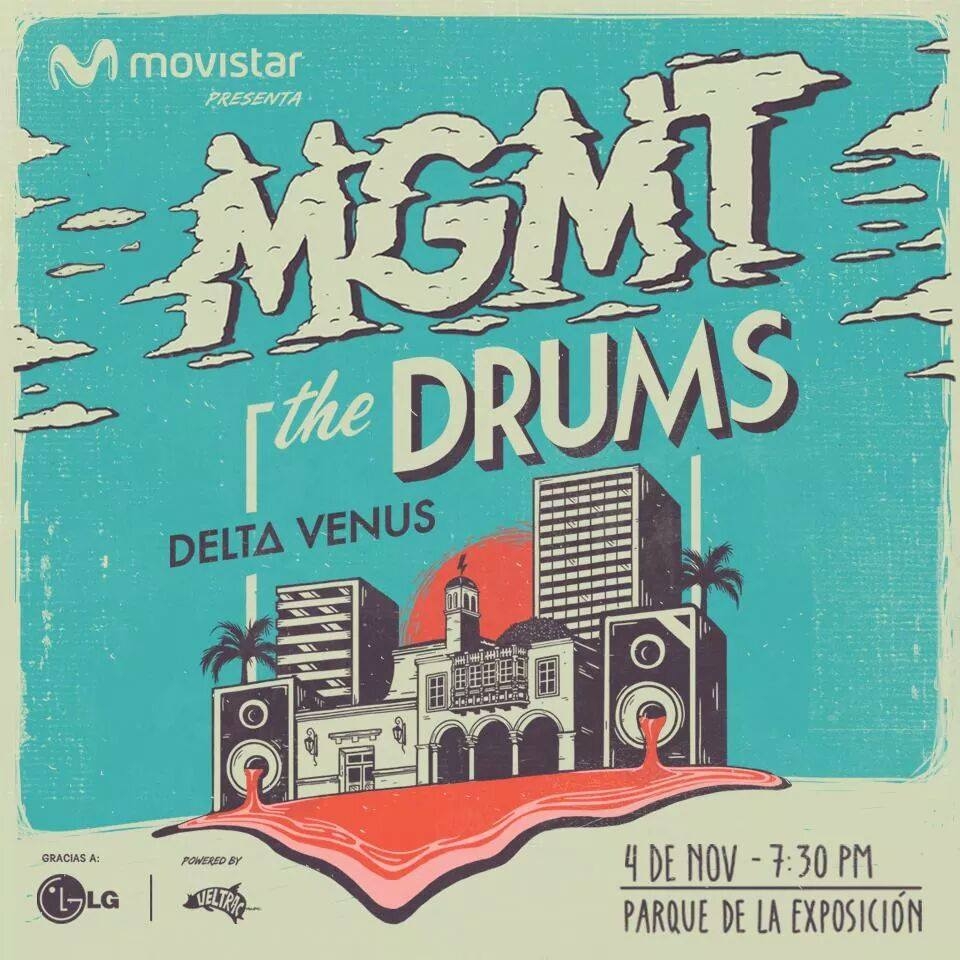 movistar
PRESENTA
MGMT
the DRUMS
DELTA VENUS
GRACIAS A:
LG
POWERED BY
VELTRAC
4 DE NOV - 7:30 PM
PARQUE DE LA EXPOSICIÓN